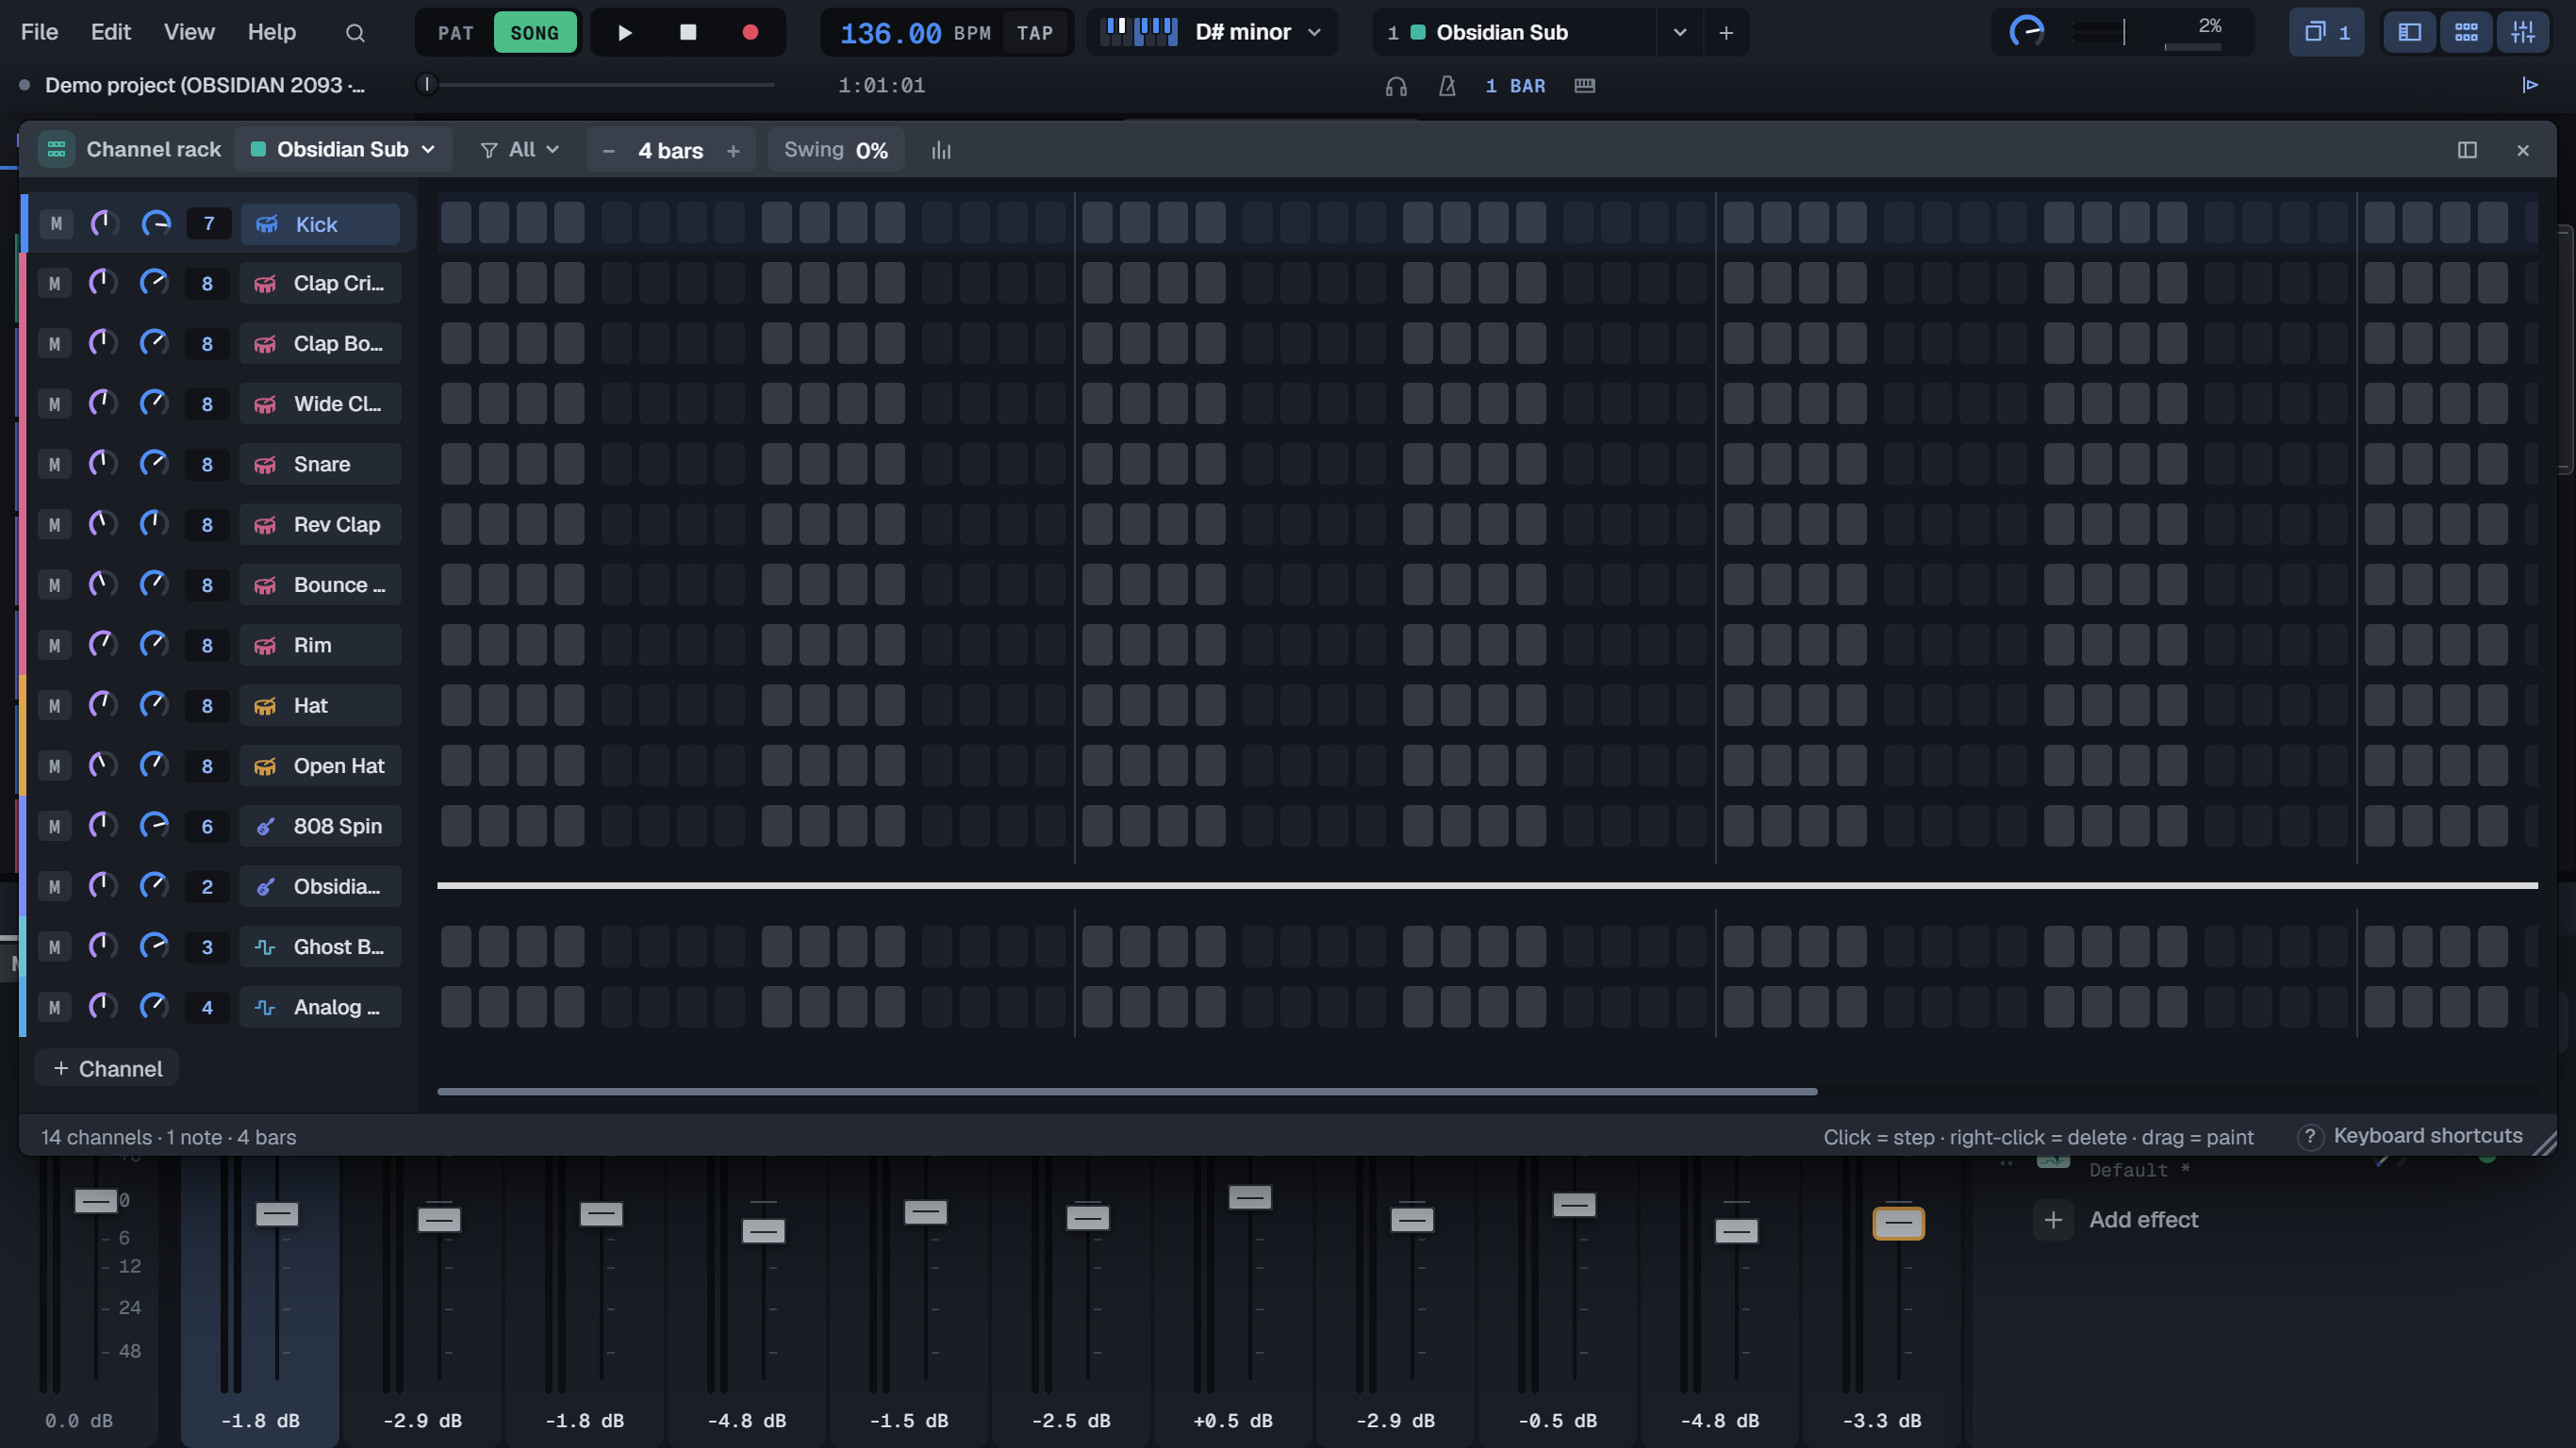 File Edit View Help PAT SONG 136.00 BPM TAP D# minor 1 Obsidian Sub 2% 1
Demo project (OBSIDIAN 2093 ·... 1:01:01 1 BAR
Channel rack Obsidian Sub All − 4 bars + Swing 0%
M 7 Kick
M 8 Clap Cri...
M 8 Clap Bo...
M 8 Wide Cl...
M 8 Snare
M 8 Rev Clap
M 8 Bounce ...
M 8 Rim
M 8 Hat
M 8 Open Hat
M 6 808 Spin
M 2 Obsidia...
M 3 Ghost B...
M 4 Analog ...
+ Channel
14 channels · 1 note · 4 bars Click = step · right-click = delete · drag = paint ? Keyboard shortcuts
Default *
0
6
12
24
48
+ Add effect
0.0 dB -1.8 dB -2.9 dB -1.8 dB -4.8 dB -1.5 dB -2.5 dB +0.5 dB -2.9 dB -0.5 dB -4.8 dB -3.3 dB